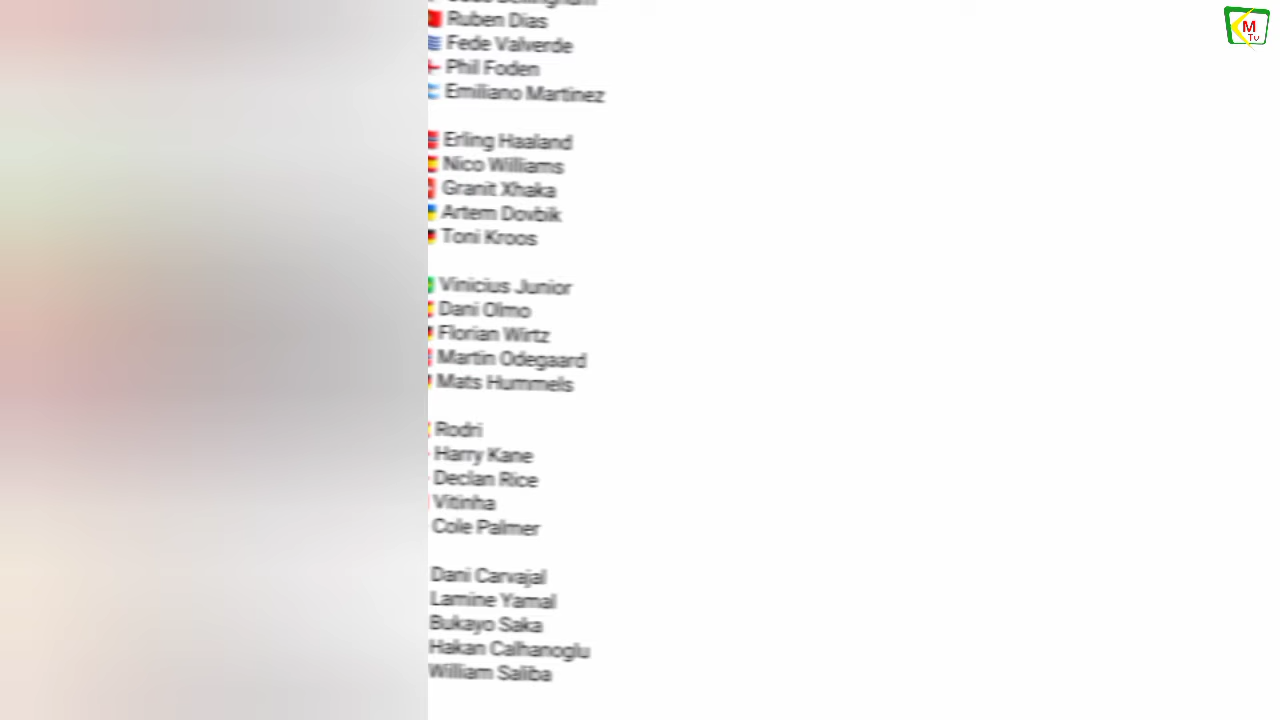 Ruben Dias
Fede Valverde
Phil Foden
Emiliano Martinez
Erling Haaland
Nico Williams
Granit Xhaka
Artem Dovbik
Toni Kroos
Vinicius Junior
Dani Olmo
Florian Wirtz
Martin Odegaard
Mats Hummels
Rodri
Harry Kane
Declan Rice
Vitinha
Cole Palmer
Dani Carvajal
Lamine Yamal
Bukayo Saka
Hakan Calhanoglu
William Saliba
M
Tv